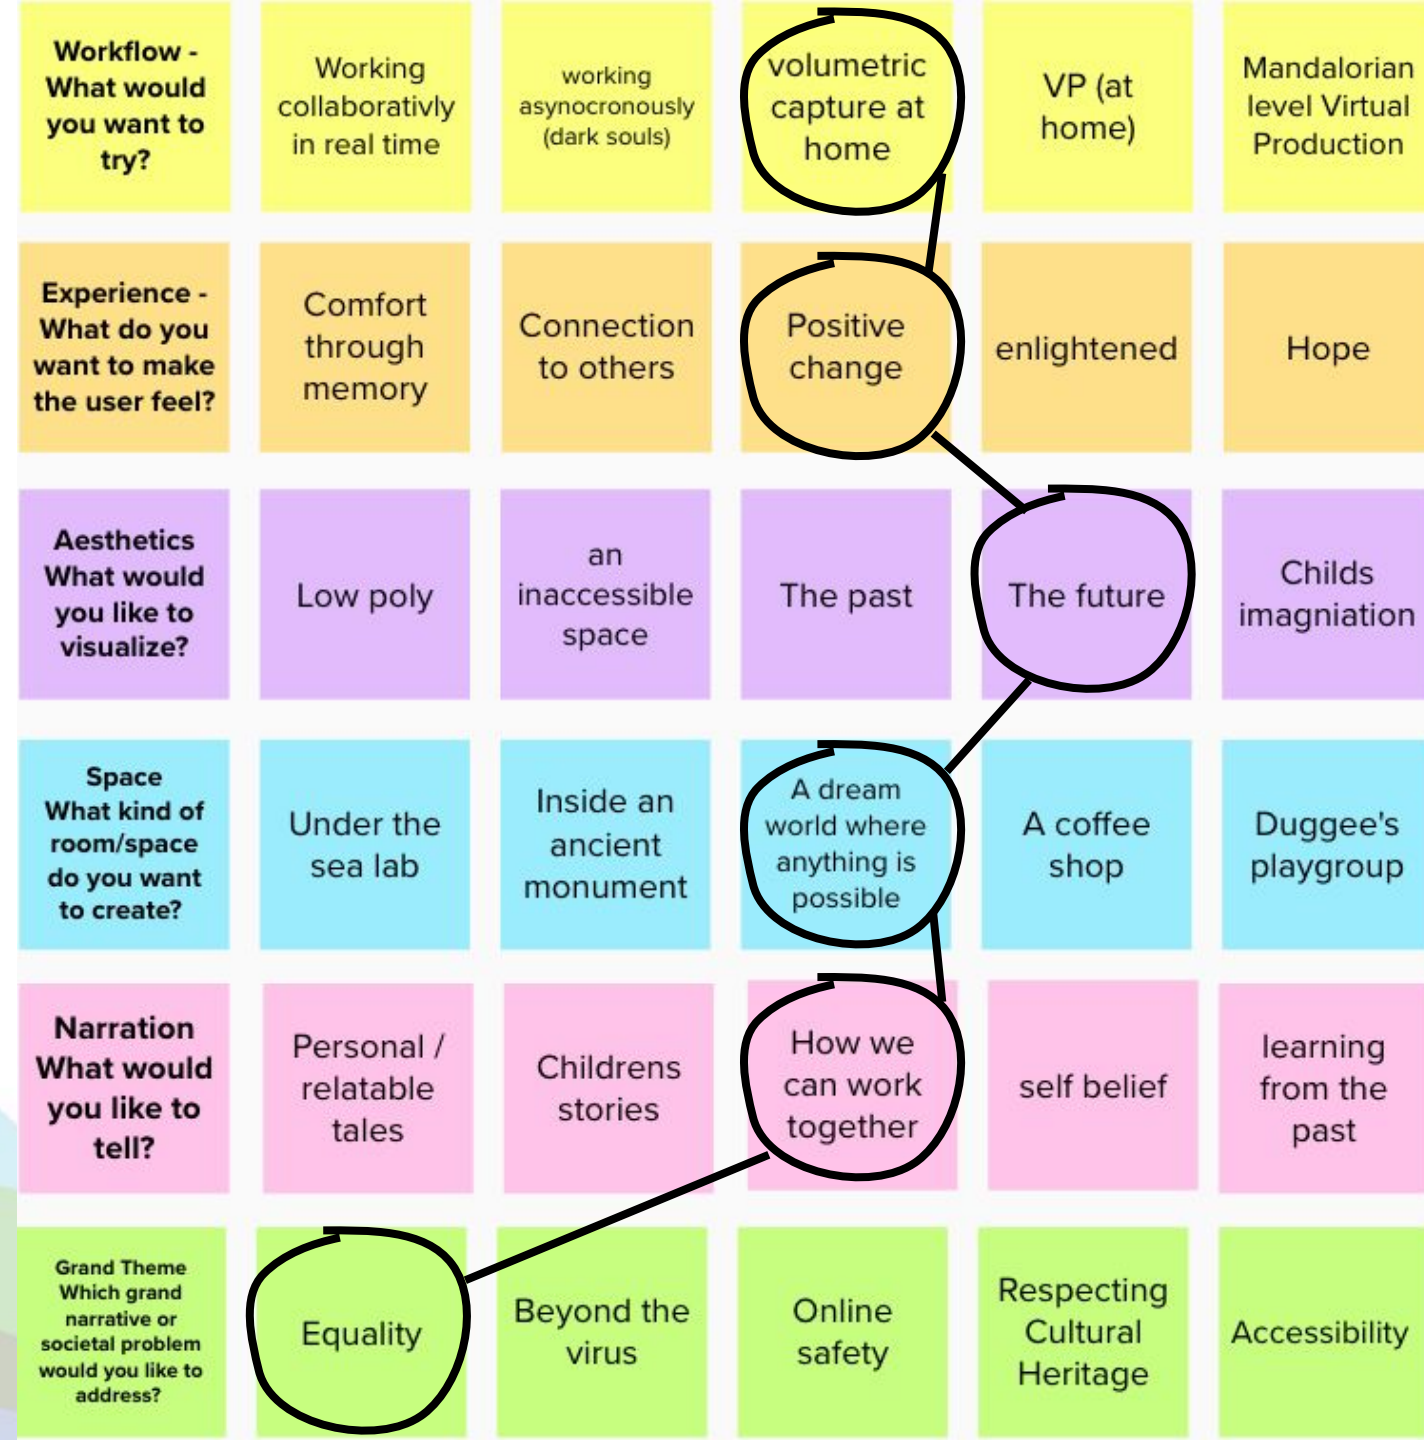 Workflow -
What would
you want to
try?
Working
collaborativly
in real time
working
asynocronously
(dark souls)
volumetric
capture at
home
VP (at
home)
Mandalorian
level Virtual
Production
Experience -
What do you
want to make
the user feel?
Comfort
through
memory
Connection
to others
Positive
change
enlightened
Hope
Aesthetics
What would
you like to
visualize?
Low poly
an
inaccessible
space
The past
The future
Childs
imagniation
Space
What kind of
room/space
do you want
to create?
Under the
sea lab
Inside an
ancient
monument
A dream
world where
anything is
possible
A coffee
shop
Duggee's
playgroup
Narration
What would
you like to
tell?
Personal /
relatable
tales
Childrens
stories
How we
can work
together
self belief
learning
from the
past
Grand Theme
Which grand
narrative or
societal problem
would you like to
address?
Equality
Beyond the
virus
Online
safety
Respecting
Cultural
Heritage
Accessibility